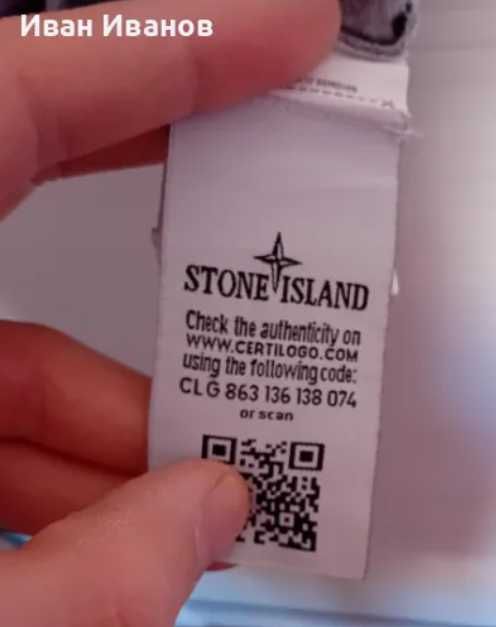 Иван Иванов
STONE ISLAND
Check the authenticity on
WWW.CERTILOGO.COM
using the following code:
CLG 863 136 138 074
or scan